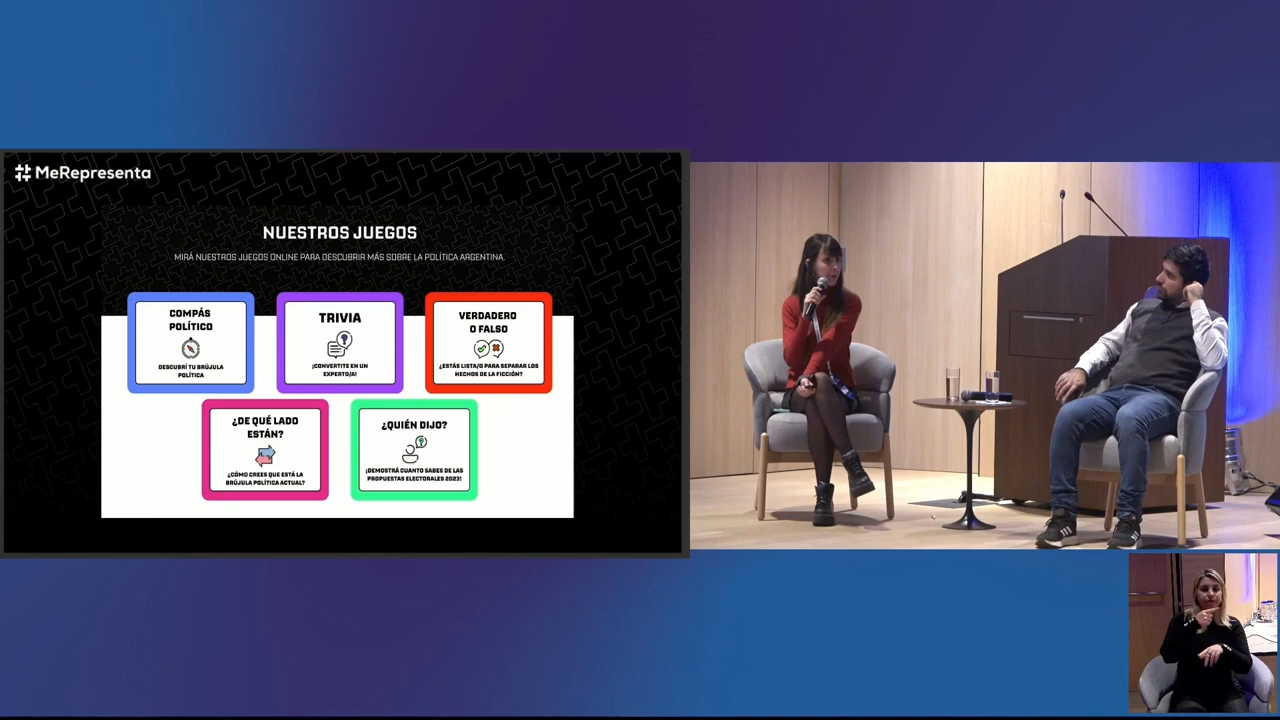 #MeRepresenta
NUESTROS JUEGOS
MIRÁ NUESTROS JUEGOS ONLINE PARA DESCUBRIR MÁS SOBRE LA POLÍTICA ARGENTINA.
COMPÁS
POLÍTICO
DESCUBRÍ TU BRÚJULA
POLÍTICA
TRIVIA
¡CONVERTITE EN UN
EXPERTO/A!
VERDADERO
O FALSO
¿ESTÁS LISTA/O PARA SEPARAR LOS
HECHOS DE LA FICCIÓN?
¿DE QUÉ LADO
ESTÁN?
¿CÓMO CREES QUE ESTÁ LA
BRÚJULA POLÍTICA ACTUAL?
¿QUIÉN DIJO?
¡DEMOSTRÁ CUANTO SABES DE LAS
PROPUESTAS ELECTORALES 2023!